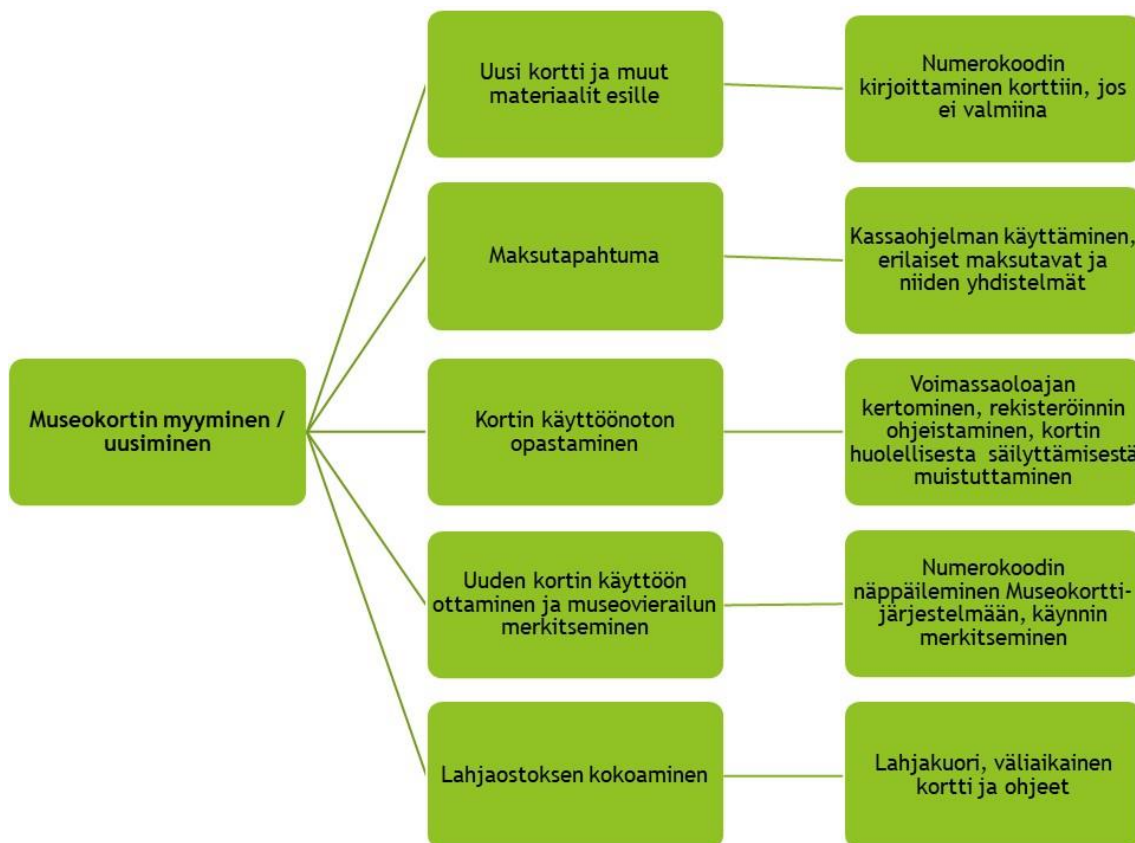 Uusi kortti ja muut
materiaalit esille
Numerokoodin
kirjoittaminen korttiin, jos
ei valmiina
Maksutapahtuma
Kassaohjelman käyttäminen,
erilaiset maksutavat ja
niiden yhdistelmät
Museokortin myyminen /
uusiminen
Kortin käyttöönoton
opastaminen
Voimassaoloajan
kertominen, rekisteröinnin
ohjeistaminen, kortin
huolellisesta säilyttämisestä
muistuttaminen
Uuden kortin käyttöön
ottaminen ja museovierailun
merkitseminen
Numerokoodin
näppäileminen Museokortti-
järjestelmään, käynnin
merkitseminen
Lahjaostoksen kokoaminen
Lahjakuori, väliaikainen
kortti ja ohjeet